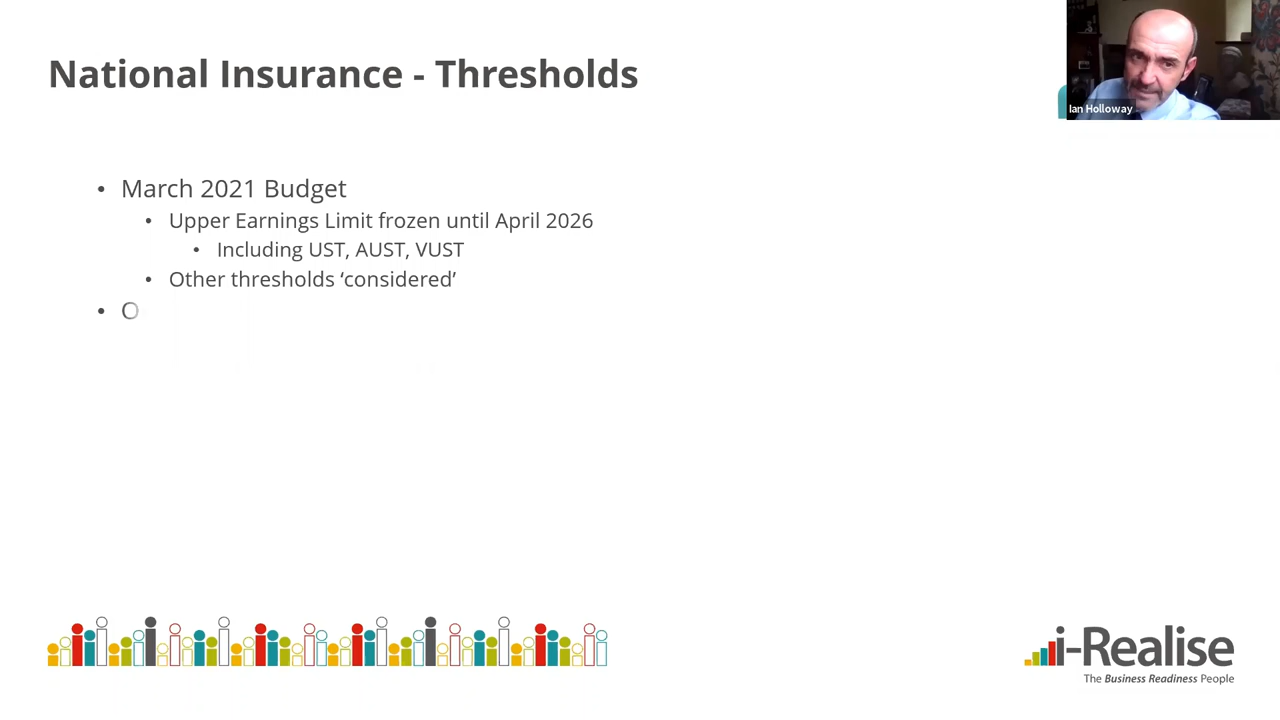 National Insurance - Thresholds
Ian Holloway
• March 2021 Budget
• Upper Earnings Limit frozen until April 2026
• Including UST, AUST, VUST
• Other thresholds ‘considered’
• O
i-Realise
The Business Readiness People